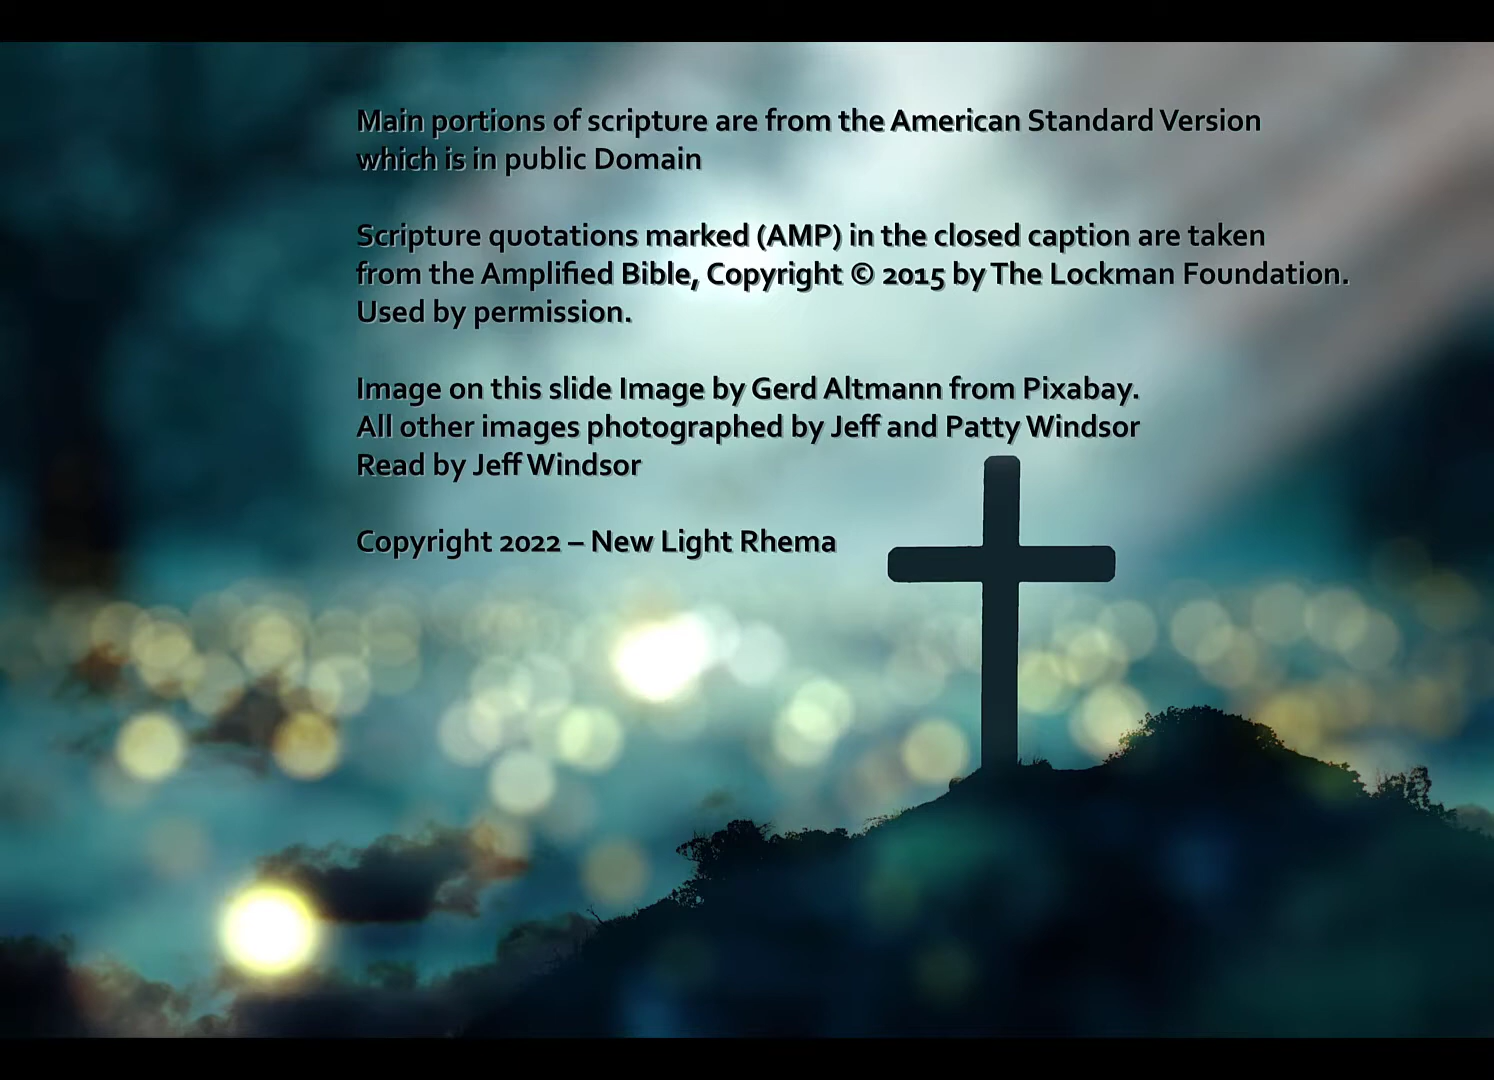 Main portions of scripture are from the American Standard Version
which is in public Domain
Scripture quotations marked (AMP) in the closed caption are taken
from the Amplified Bible, Copyright © 2015 by The Lockman Foundation.
Used by permission.
Image on this slide Image by Gerd Altmann from Pixabay.
All other images photographed by Jeff and Patty Windsor
Read by Jeff Windsor
Copyright 2022 – New Light Rhema